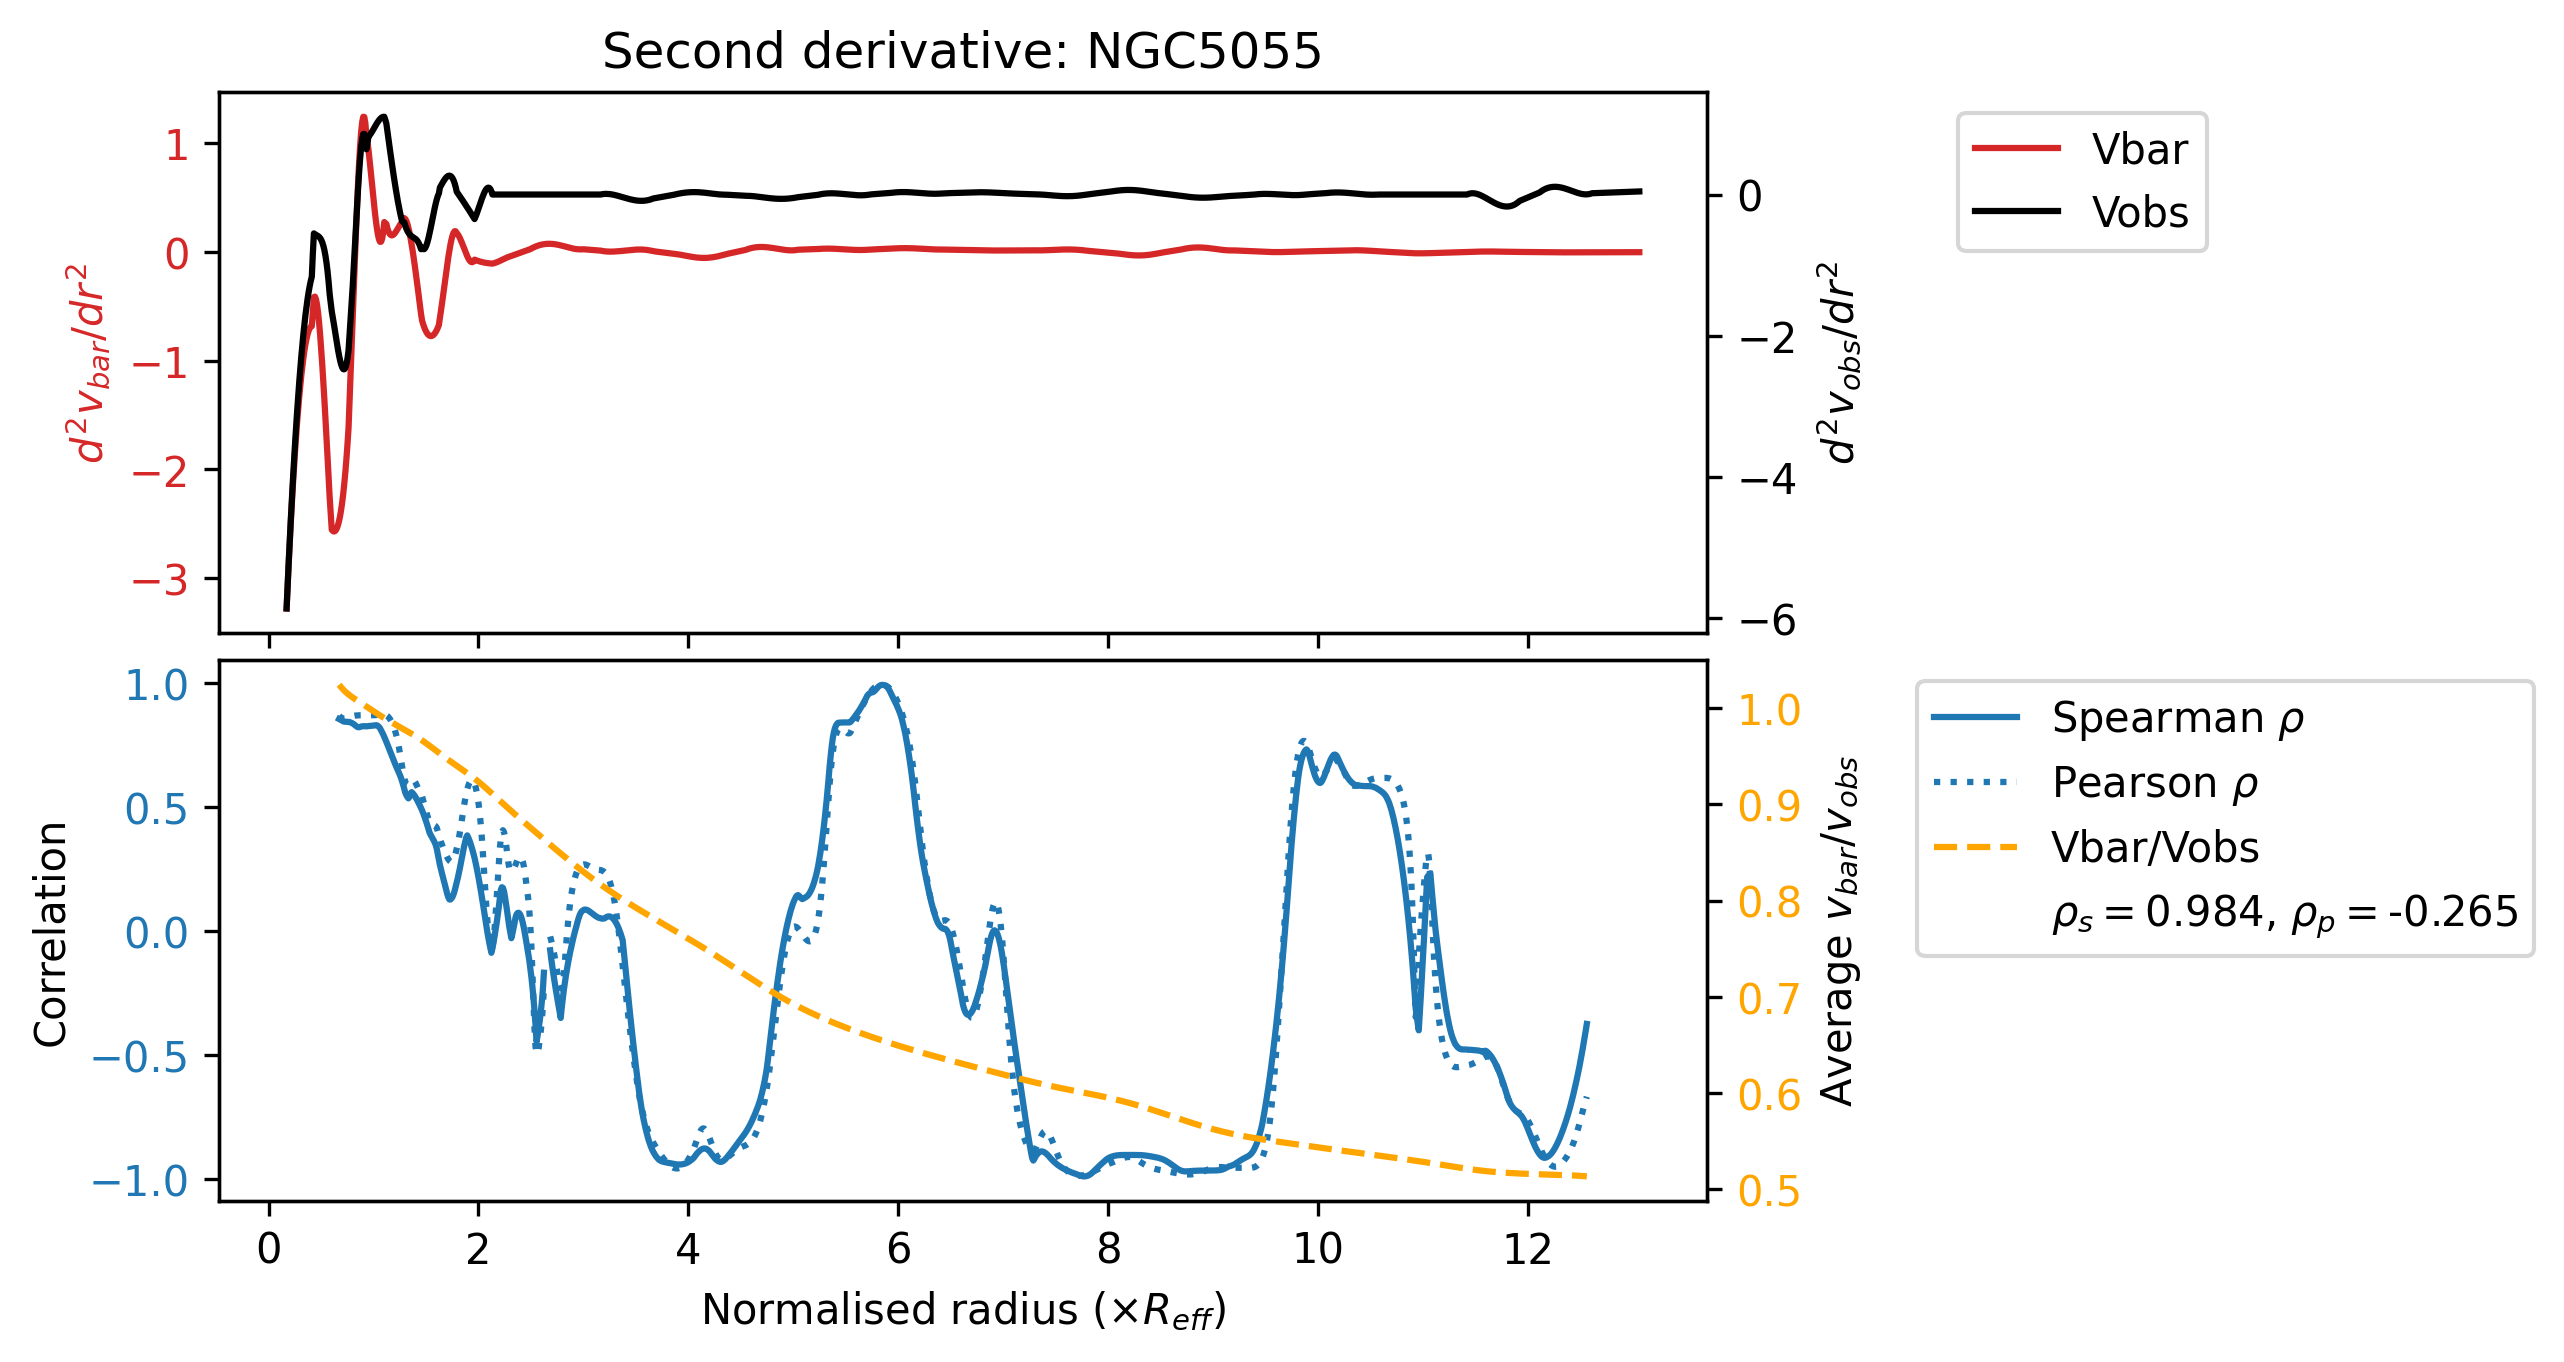 Second derivative: NGC5055
1
0
−1
−2
−3
d²v_bar/dr²
0
−2
−4
−6
d²v_obs/dr²
Vbar
Vobs
1.0
0.5
0.0
−0.5
−1.0
Correlation
1.0
0.9
0.8
0.7
0.6
0.5
Average v_bar/v_obs
Spearman ρ
Pearson ρ
Vbar/Vobs
ρ_s = 0.984, ρ_p = -0.265
0 2 4 6 8 10 12
Normalised radius (×R_eff)